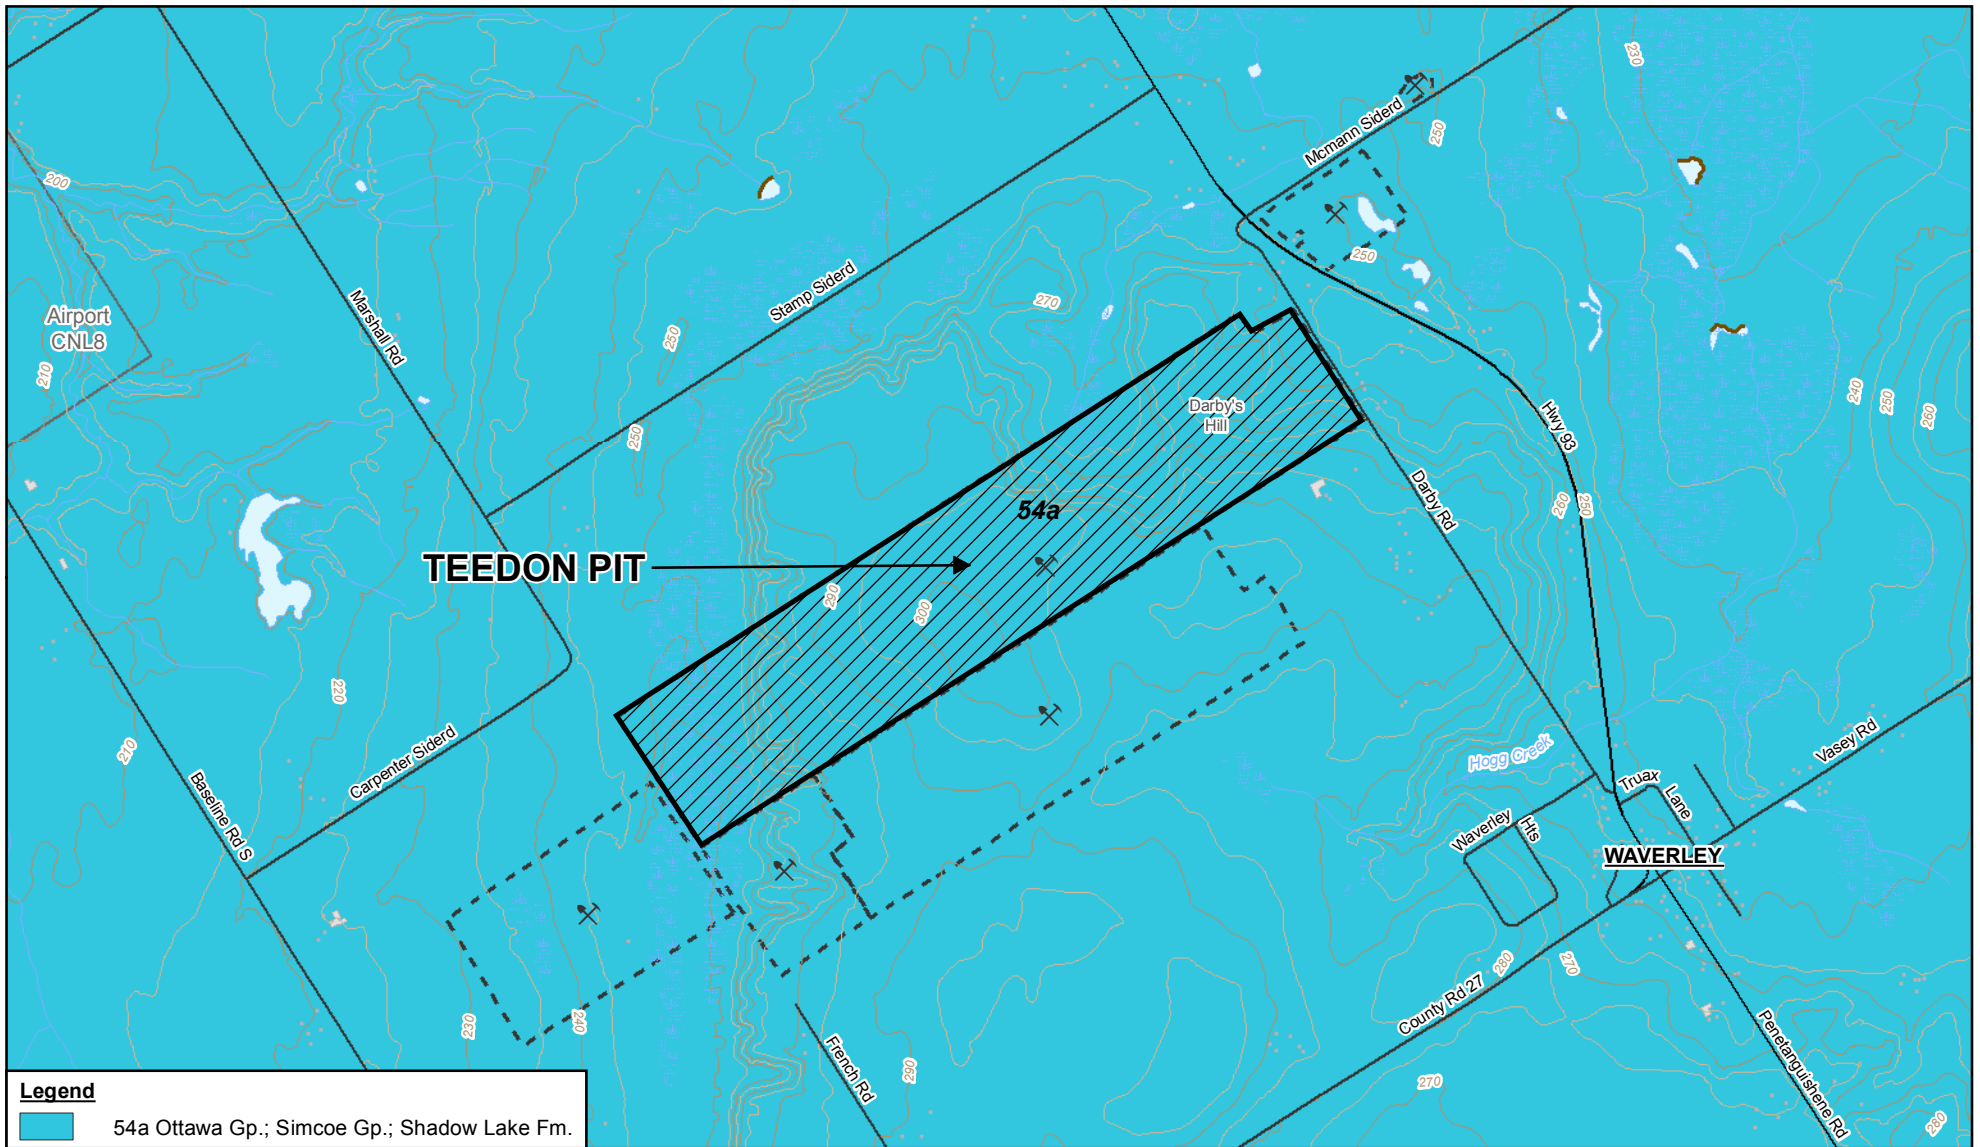 230
Mcmann Siderd
250
200
250
270
Stamp Siderd
Airport
CNL8
Marshall Rd
250
210
240
250
260
Darby's
Hill
Hwy 93
250
54a
Darby Rd
260
250
TEEDON PIT
290
300
220
210
Carpenter Siderd
Baseline Rd S
Hogg Creek
Vasey Rd
Truax
Lane
Waverley
Hts
WAVERLEY
280
270
County Rd 27
230
240
French Rd
290
Penetanguishene Rd
270
280
Legend
54a Ottawa Gp.; Simcoe Gp.; Shadow Lake Fm.